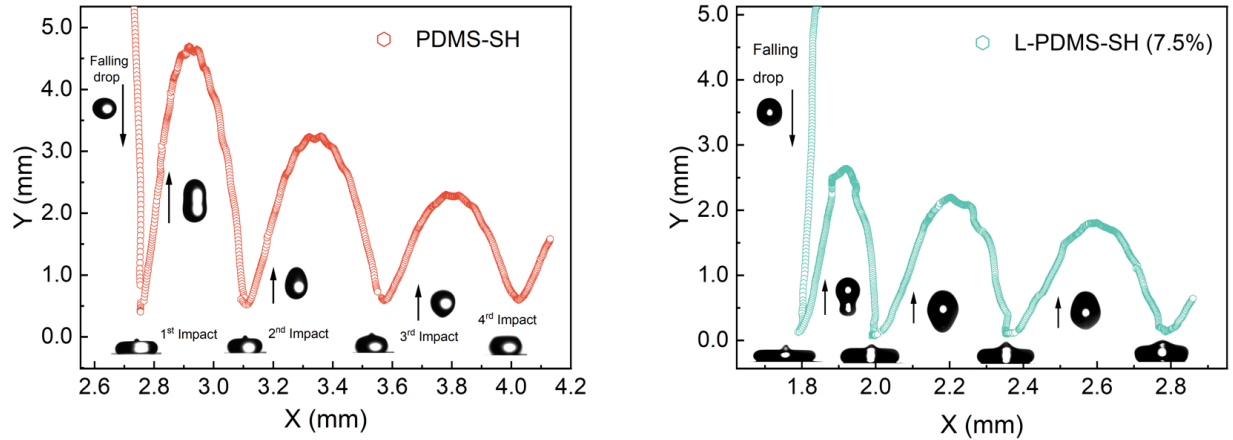 5.0
4.0
3.0
2.0
1.0
0.0
Y (mm)
PDMS-SH
Falling
drop
1st Impact
2nd Impact
3rd Impact
4rd Impact
2.6 2.8 3.0 3.2 3.4 3.6 3.8 4.0 4.2
X (mm)
5.0
4.0
3.0
2.0
1.0
0.0
Y (mm)
L-PDMS-SH (7.5%)
Falling
drop
1.8 2.0 2.2 2.4 2.6 2.8
X (mm)